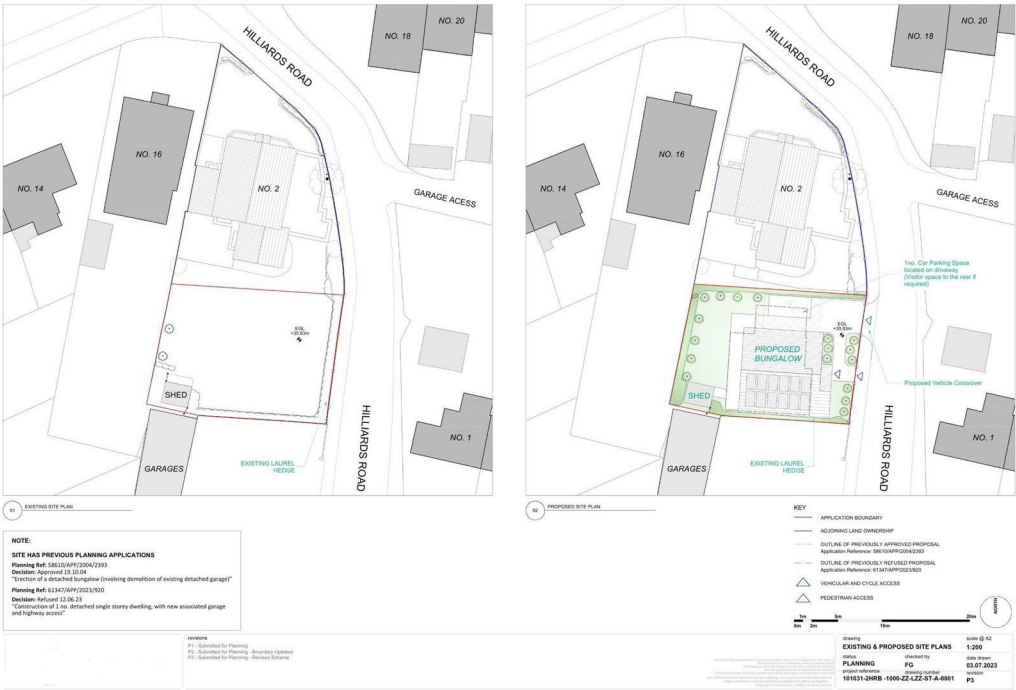 HILLIARDS ROAD
NO. 18
NO. 20
NO. 16
NO. 14
NO. 2
GARAGE ACESS
EGL
+30.83m
SHED
GARAGES
EXISTING LAUREL
HEDGE
HILLIARDS ROAD
NO. 1
01 EXISTING SITE PLAN
HILLIARDS ROAD
NO. 18
NO. 20
NO. 16
NO. 14
NO. 2
GARAGE ACESS
1no. Car Parking Space
located on driveway
(Visitor space to the rear if
required)
EGL
+30.83m
PROPOSED
BUNGALOW
Proposed Vehicle Crossover
SHED
GARAGES
EXISTING LAUREL
HEDGE
HILLIARDS ROAD
NO. 1
02 PROPOSED SITE PLAN
NOTE:
SITE HAS PREVIOUS PLANNING APPLICATIONS
Planning Ref: 58610/APP/2004/2393
Decision: Approved 19.10.04
"Erection of a detached bungalow (involving demolition of existing detached garage)"
Planning Ref: 61347/APP/2023/920
Decision: Refused 12.06.23
"Construction of 1 no. detached single storey dwelling, with new associated garage
and highway access"
KEY
APPLICATION BOUNDARY
ADJOINING LAND OWNERSHIP
OUTLINE OF PREVIOUSLY APPROVED PROPOSAL
Application Reference: 58610/APP/2004/2393
OUTLINE OF PREVIOUSLY REFUSED PROPOSAL
Application Reference: 61347/APP/2023/920
VEHICULAR AND CYCLE ACCESS
PEDESTRIAN ACCESS
1m 5m 20m
0m 2m 10m
NORTH
revisions
P1 - Submitted for Planning
P2 - Submitted for Planning - Boundary Updated
P3 - Submitted for Planning - Revised Scheme
drawing scale @ A2
EXISTING & PROPOSED SITE PLANS 1:200
status checked by date drawn
PLANNING FG 03.07.2023
project reference drawing number revision
101031-2HRB -1000-ZZ-LZZ-ST-A-0801 P3